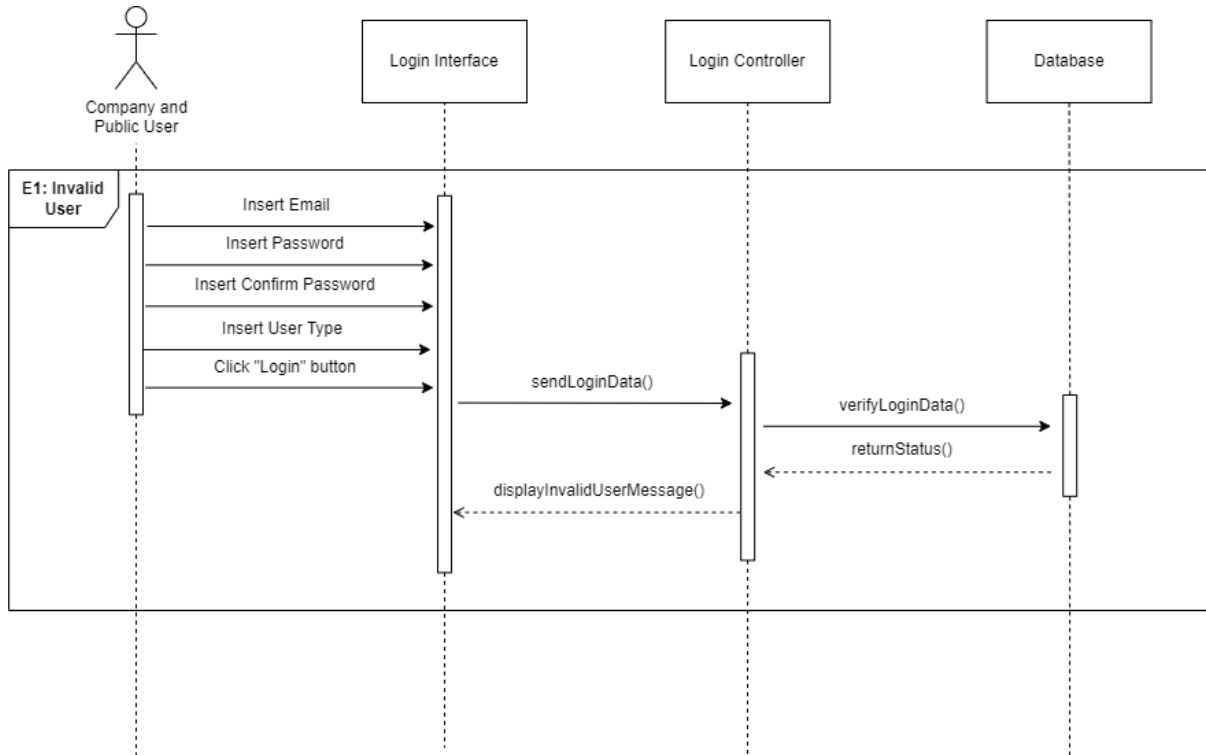 Login Interface
Login Controller
Database
Company and
Public User
E1: Invalid
User
Insert Email
Insert Password
Insert Confirm Password
Insert User Type
Click "Login" button
sendLoginData()
verifyLoginData()
returnStatus()
displayInvalidUserMessage()